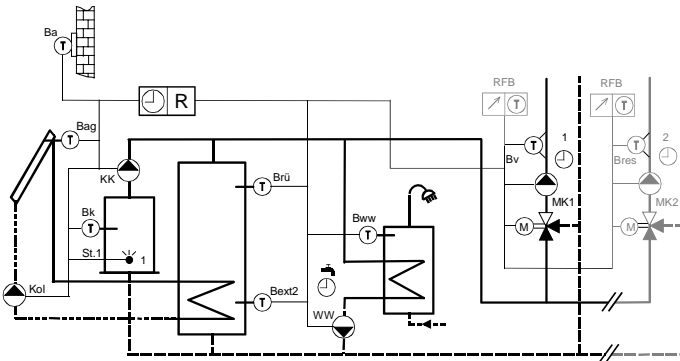 Ba
T
R
RFB
T
RFB
T
Bag
T
1
2
T
Bv
T
Bres
KK
Brü
T
Bk
T
Bww
T
MK1
MK2
M
M
St.1
1
Kol
Bext2
T
WW